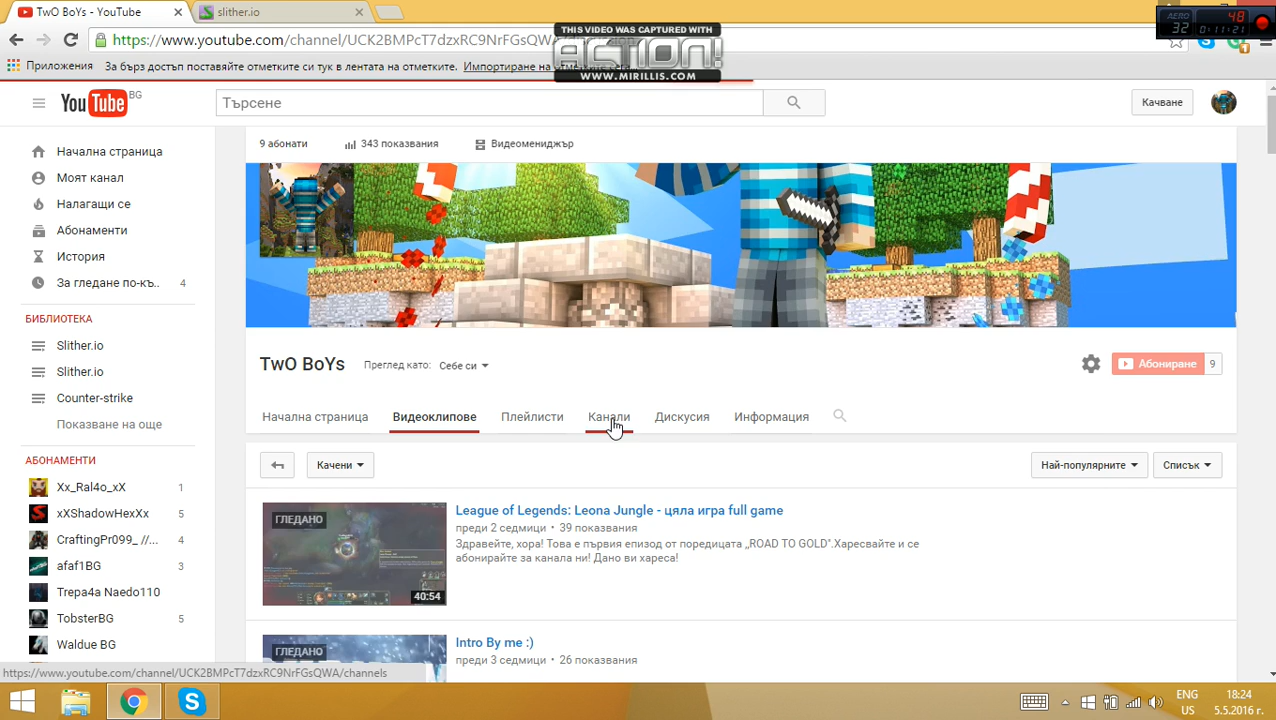 TwO BoYs - YouTube
slither.io
AERO 32
48
THIS VIDEO WAS CAPTURED WITH
ACTION!
WWW.MIRILLIS.COM
https://www.youtube.com/channel/UCK2BMPcT7dzxRC9NrFGsQWA
Приложения
За бърз достъп поставяйте отметките си тук в лентата на отметките.
Импортиране на
You Tube BG
Търсене
Качване
Начална страница
Моят канал
Налагащи се
Абонаменти
История
За гледане по-къ.. 4
БИБЛИОТЕКА
Slither.io
Slither.io
Counter-strike
Показване на още
АБОНАМЕНТИ
Xx_Ral4o_xX 1
xXShadowHexXx 5
CraftingPr099_ //... 4
afaf1BG 3
Trepa4a Naedo110
TobsterBG 5
Waldue BG
9 абонати
343 показвания
Видеомениджър
TwO BoYs
Преглед като: Себе си
Абониране 9
Начална страница
Видеоклипове
Плейлисти
Канали
Дискусия
Информация
Качени
Най-популярните
Списък
ГЛЕДАНО
40:54
League of Legends: Leona Jungle - цяла игра full game
преди 2 седмици • 39 показвания
Здравейте, хора! Това е първия епизод от поредицата ,,ROAD TO GOLD".Харесвайте и се
абонирайте за канала ни! Дано ви хареса!
ГЛЕДАНО
Intro By me :)
преди 3 седмици • 26 показвания
https://www.youtube.com/channel/UCK2BMPcT7dzxRC9NrFGsQWA/channels
ENG
US
18:24
5.5.2016 г.